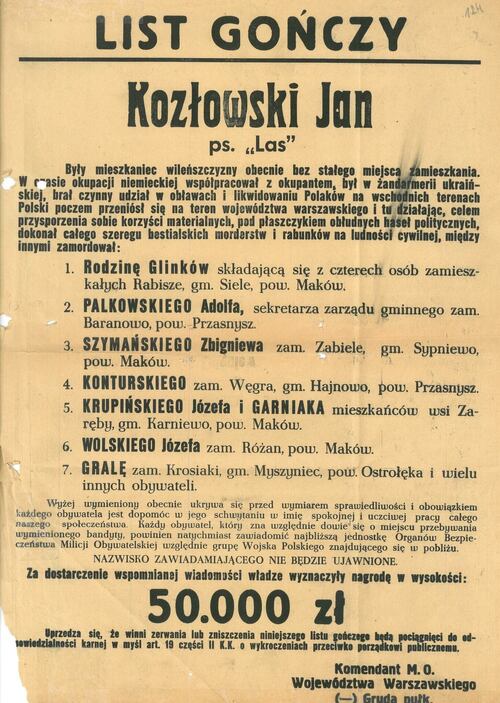 124
LIST GOŃCZY
Kozłowski Jan
ps. „Las”
Były mieszkaniec wileńszczyzny obecnie bez stałego miejsca zamieszkania.
W czasie okupacji niemieckiej współpracował z okupantem, był w żandarmerii ukraiń-
skiej, brał czynny udział w obławach i likwidowaniu Polaków na wschodnich terenach
Polski poczem przeniósł się na teren województwa warszawskiego i tu działając, celem
przysporzenia sobie korzyści materialnych, pod płaszczykiem obłudnych haseł politycznych,
dokonał całego szeregu bestialskich morderstw i rabunków na ludności cywilnej, między
innymi zamordował:
1. Rodzinę Glinków składającą się z czterech osób zamiesz-
kałych Rabisze, gm. Siele, pow. Maków.
2. PALKOWSKIEGO Adolfa, sekretarza zarządu gminnego zam.
Baranowo, pow. Przasnysz.
3. SZYMAŃSKIEGO Zbigniewa zam. Zabiele, gm. Sypniewo,
pow. Maków.
4. KONTURSKIEGO zam. Węgra, gm. Hajnowo, pow. Przasnysz.
5. KRUPIŃSKIEGO Józefa i GARNIAKA mieszkańców wsi Za-
ręby, gm. Karniewo, pow. Maków.
6. WOLSKIEGO Józefa zam. Różan, pow. Maków.
7. GRALĘ zam. Krosiaki, gm. Myszyniec, pow. Ostrołęka i wielu
innych obywateli.
Wyżej wymieniony obecnie ukrywa się przed wymiarem sprawiedliwości i obowiązkiem
każdego obywatela jest dopomóc w jego schwytaniu w imię spokojnej i uczciwej pracy całego
naszego społeczeństwa. Każdy obywatel, który zna względnie dowie się o miejscu przebywania
wymienionego bandyty, powinien natychmiast zawiadomić najbliższą jednostkę Organów Bezpie-
czeństwa Milicji Obywatelskiej względnie grupę Wojska Polskiego znajdującego się w pobliżu.
NAZWISKO ZAWIADAMIAJĄCEGO NIE BĘDZIE UJAWNIONE.
Za dostarczenie wspomnianej wiadomości władze wyznaczyły nagrodę w wysokości:
50.000 zł
Uprzedza się, że winni zerwania lub zniszczenia niniejszego listu gończego będą pociągnięci do od-
powiedzialności karnej w myśl art. 19 części II K.K. o wykroczeniach przeciwko porządkowi publicznemu.
Komendant M. O.
Województwa Warszawskiego
(—) Gruda pułk.